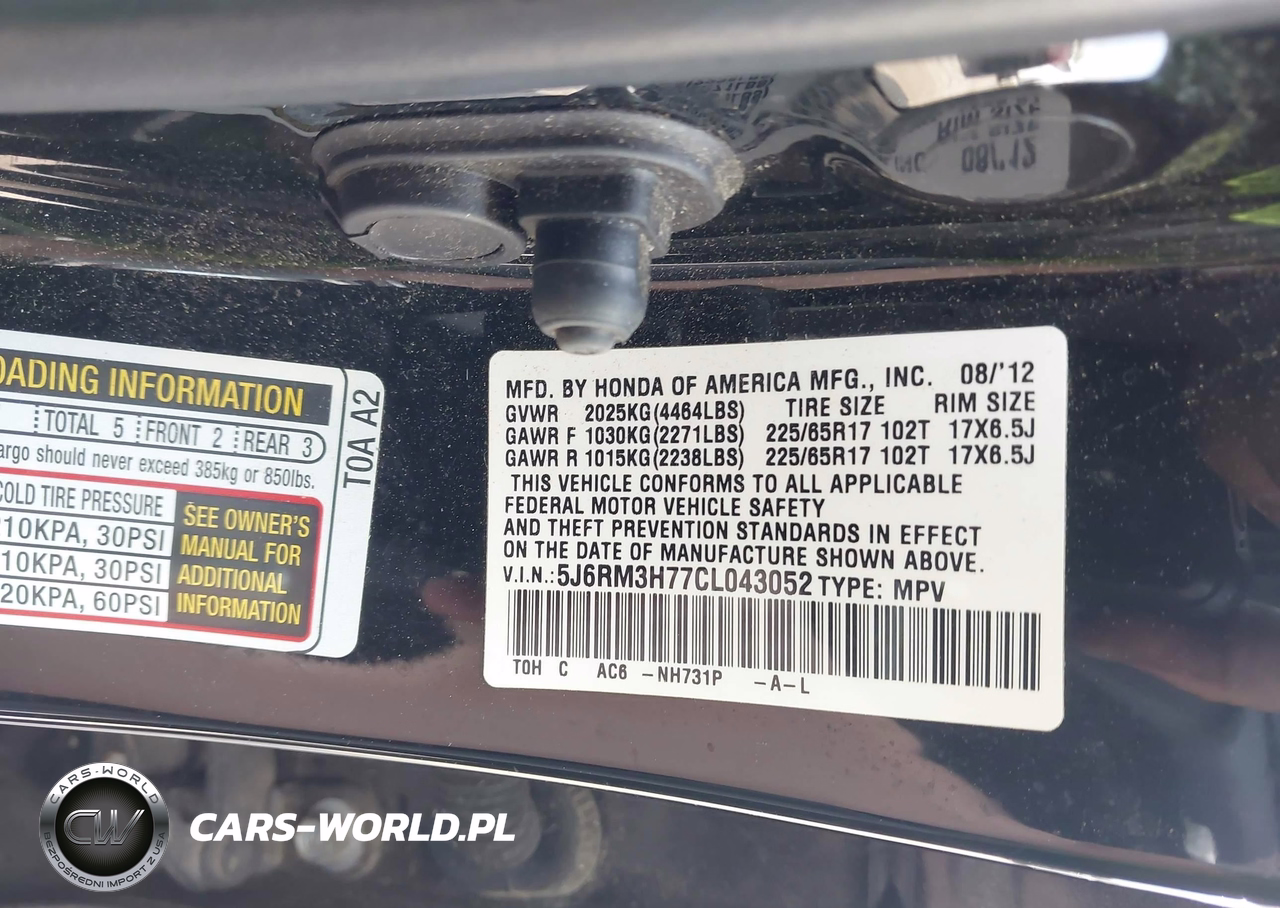 OADING INFORMATION
TOTAL 5 FRONT 2 REAR 3
argo should never exceed 385kg or 850lbs.
COLD TIRE PRESSURE
10KPA, 30PSI
10KPA, 30PSI
20KPA, 60PSI
SEE OWNER'S
MANUAL FOR
ADDITIONAL
INFORMATION
T0A A2
MFD. BY HONDA OF AMERICA MFG., INC. 08/'12
GVWR 2025KG(4464LBS) TIRE SIZE RIM SIZE
GAWR F 1030KG(2271LBS) 225/65R17 102T 17X6.5J
GAWR R 1015KG(2238LBS) 225/65R17 102T 17X6.5J
THIS VEHICLE CONFORMS TO ALL APPLICABLE
FEDERAL MOTOR VEHICLE SAFETY
AND THEFT PREVENTION STANDARDS IN EFFECT
ON THE DATE OF MANUFACTURE SHOWN ABOVE.
V.I.N.: 5J6RM3H77CL043052 TYPE: MPV
T0H C AC6 -NH731P -A-L
CARS-WORLD
CW
BEZPOŚREDNI IMPORT Z USA
CARS-WORLD.PL